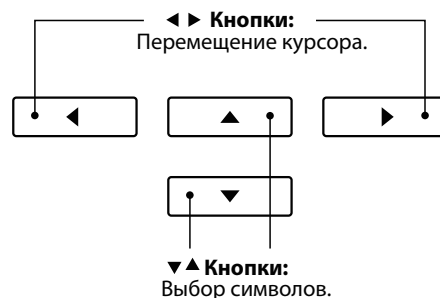 ◀ ▶ Кнопки:
Перемещение курсора.
▼▲ Кнопки:
Выбор символов.